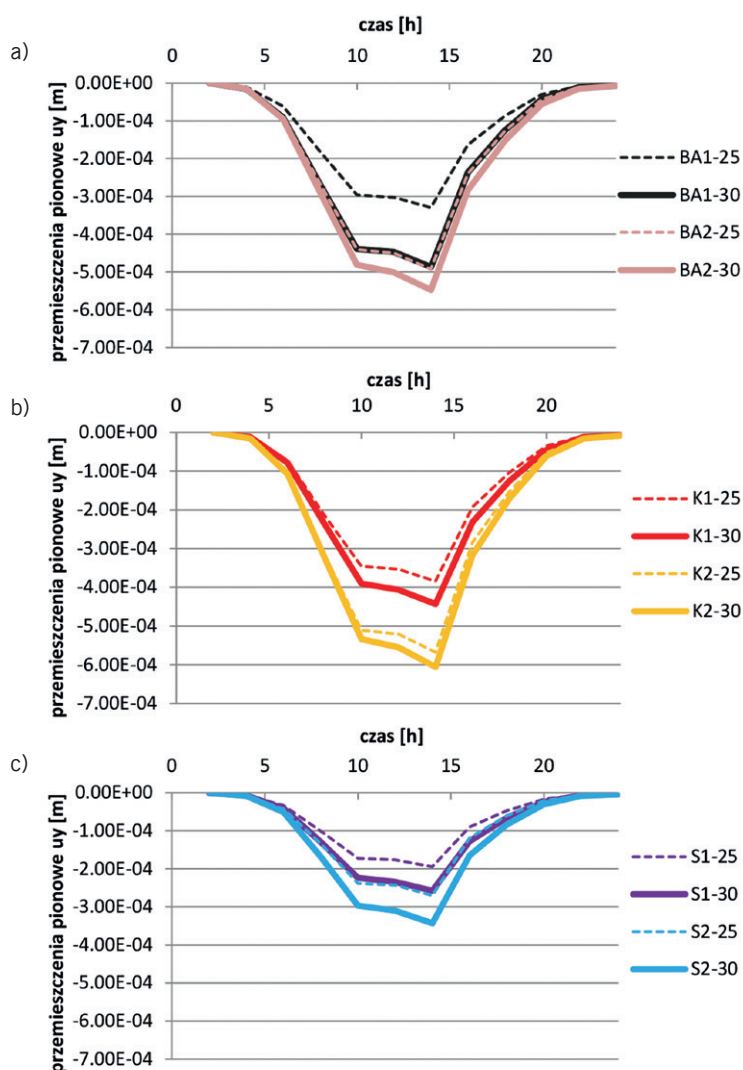 a)
czas [h]
0 5 10 15 20
przemieszczenia pionowe uy [m]
0.00E+00
-1.00E-04
-2.00E-04
-3.00E-04
-4.00E-04
-5.00E-04
-6.00E-04
-7.00E-04
BA1-25
BA1-30
BA2-25
BA2-30
b)
czas [h]
0 5 10 15 20
przemieszczenia pionowe uy [m]
0.00E+00
-1.00E-04
-2.00E-04
-3.00E-04
-4.00E-04
-5.00E-04
-6.00E-04
-7.00E-04
K1-25
K1-30
K2-25
K2-30
c)
czas [h]
0 5 10 15 20
przemieszczenia pionowe uy [m]
0.00E+00
-1.00E-04
-2.00E-04
-3.00E-04
-4.00E-04
-5.00E-04
-6.00E-04
-7.00E-04
S1-25
S1-30
S2-25
S2-30